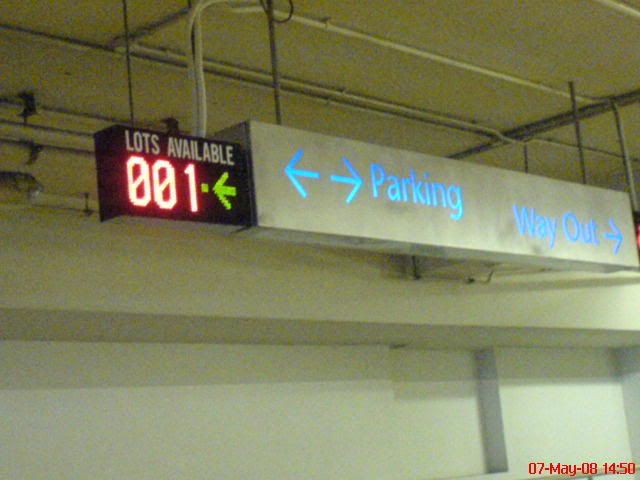 LOTS AVAILABLE
001
Parking
Way Out
07-May-08 14:50